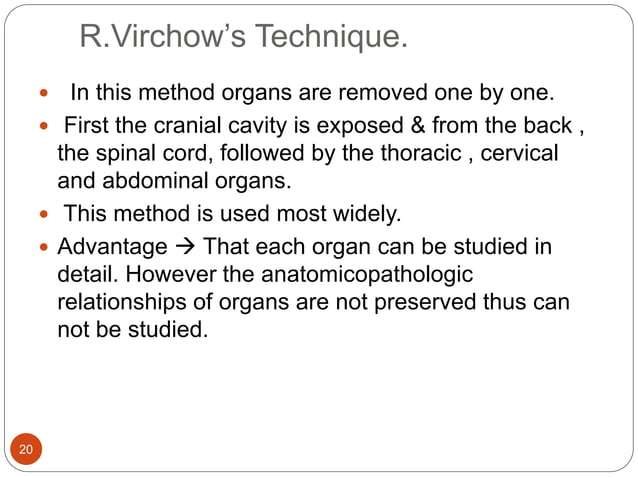 R.Virchow’s Technique.
In this method organs are removed one by one.
First the cranial cavity is exposed & from the back ,
the spinal cord, followed by the thoracic , cervical
and abdominal organs.
This method is used most widely.
Advantage → That each organ can be studied in
detail. However the anatomicopathologic
relationships of organs are not preserved thus can
not be studied.
20